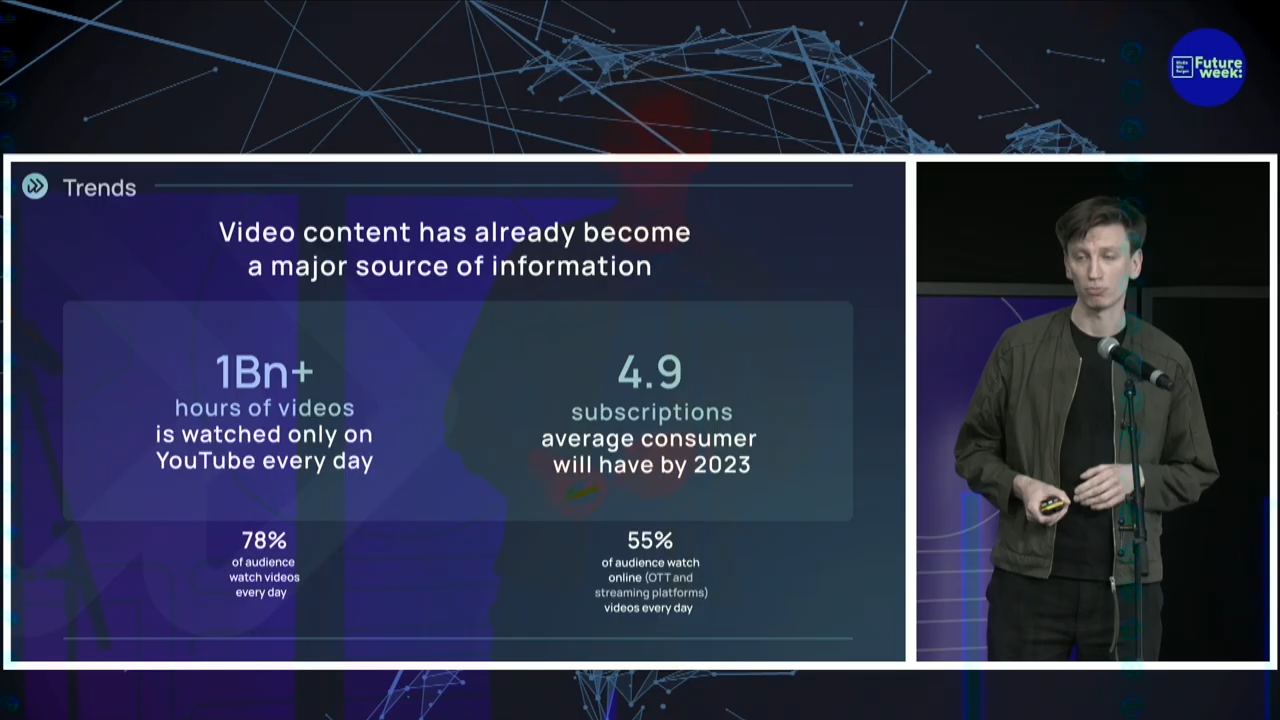 Future
week:
Trends
Video content has already become
a major source of information
1Bn+
hours of videos
is watched only on
YouTube every day
4.9
subscriptions
average consumer
will have by 2023
78%
of audience
watch videos
every day
55%
of audience watch
online (OTT and
streaming platforms)
videos every day